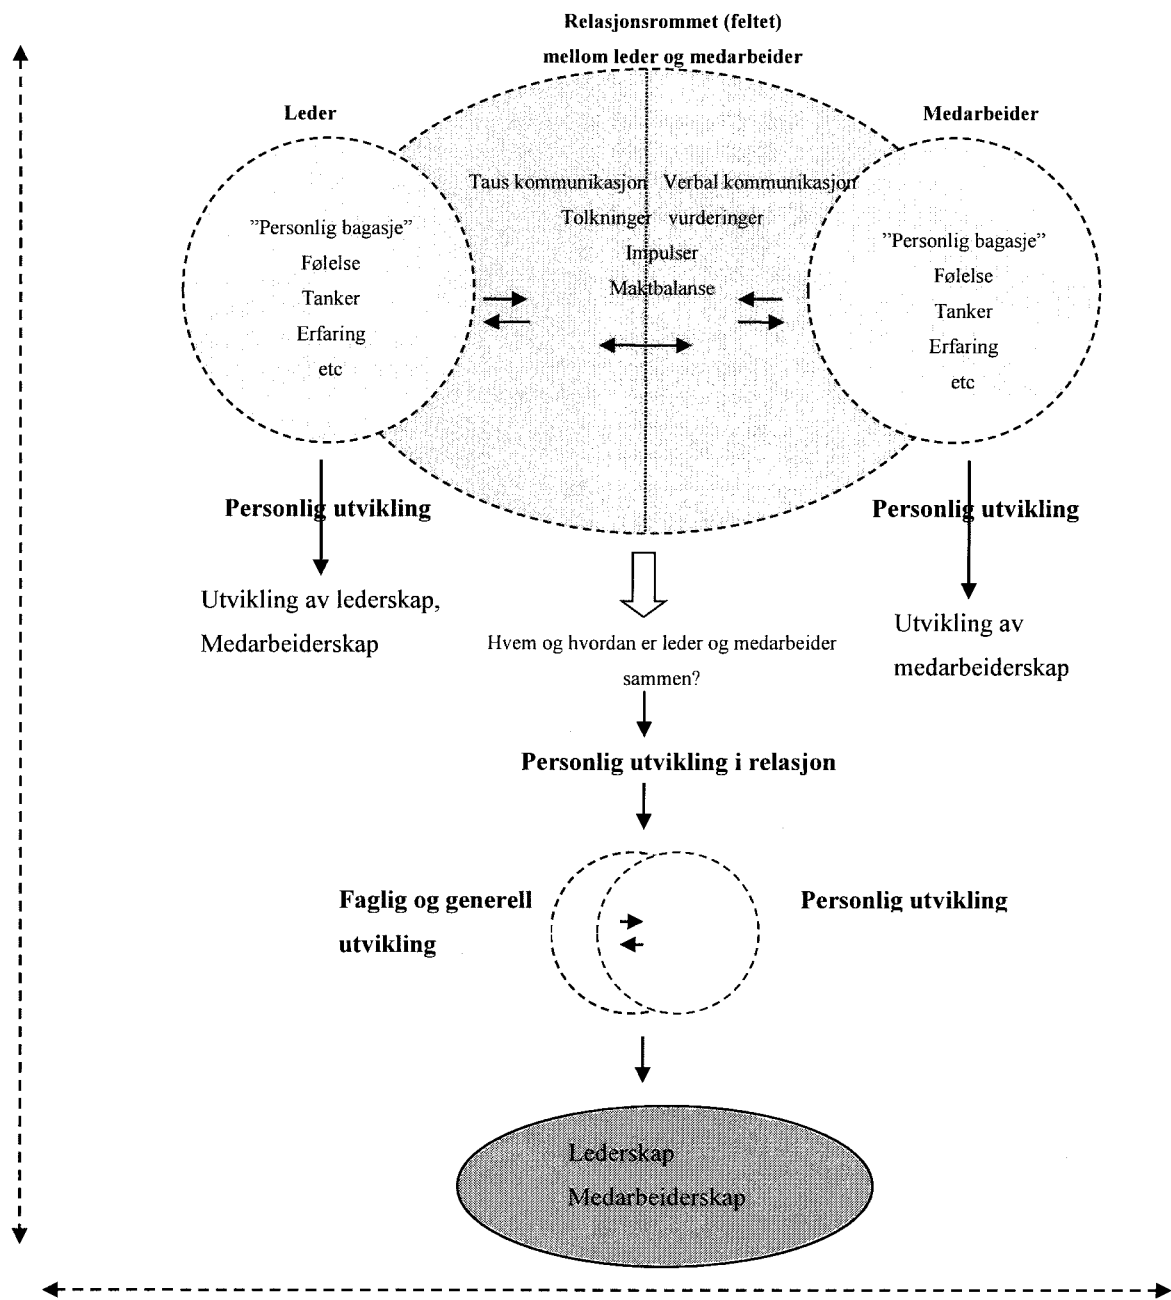 Relasjonsrommet (feltet)
mellom leder og medarbeider
Leder
Medarbeider
Taus kommunikasjon Verbal kommunikasjon
Tolkninger vurderinger
Impulser
Maktbalanse
”Personlig bagasje”
Følelse
Tanker
Erfaring
etc
”Personlig bagasje”
Følelse
Tanker
Erfaring
etc
Personlig utvikling
Personlig utvikling
Utvikling av lederskap,
Medarbeiderskap
Utvikling av
medarbeiderskap
Hvem og hvordan er leder og medarbeider
sammen?
Personlig utvikling i relasjon
Faglig og generell
utvikling
Personlig utvikling
Lederskap
Medarbeiderskap